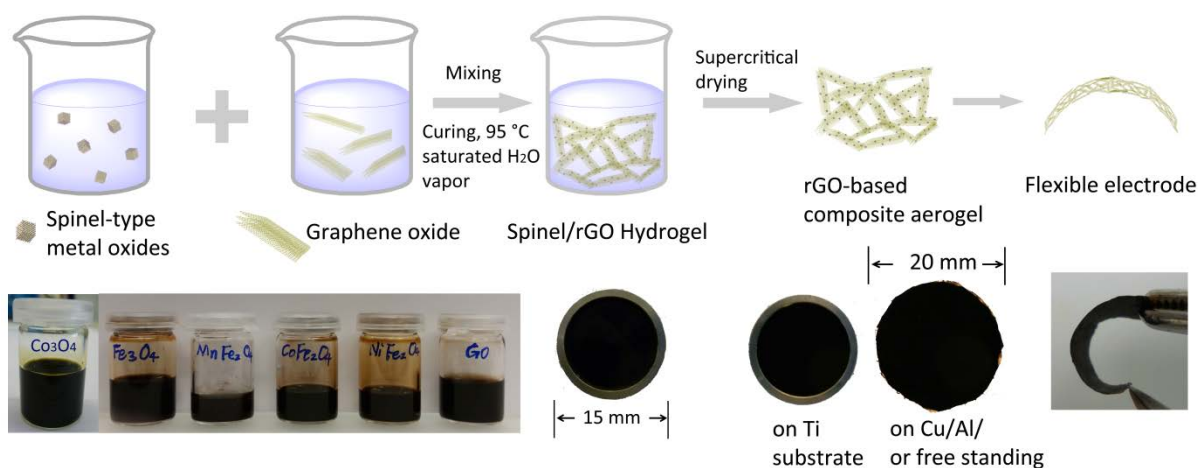 Mixing
Curing, 95 °C
saturated H2O
vapor
Supercritical
drying
Spinel-type
metal oxides
Graphene oxide
Spinel/rGO Hydrogel
rGO-based
composite aerogel
Flexible electrode
Co3O4
Fe3O4
MnFe2O4
CoFe2O4
NiFe2O4
GO
15 mm
20 mm
on Ti
substrate
on Cu/Al/
or free standing